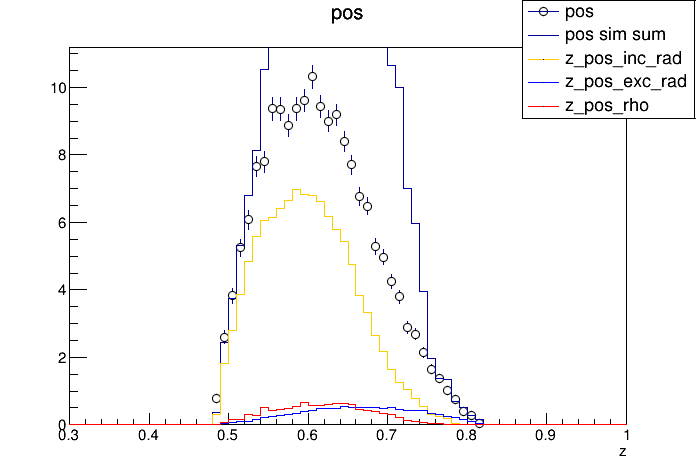 pos
pos
pos sim sum
z_pos_inc_rad
z_pos_exc_rad
z_pos_rho
10
8
6
4
2
0
0.3 0.4 0.5 0.6 0.7 0.8 0.9 1
z